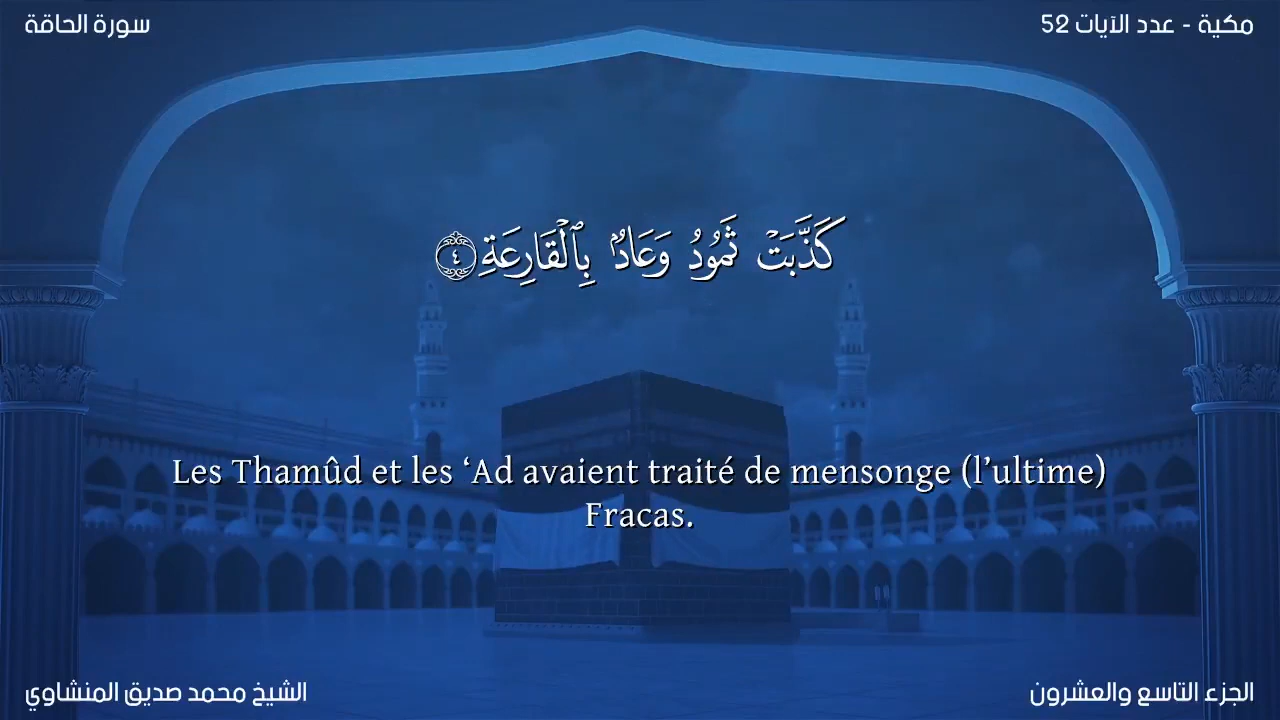 مكية - عدد الآيات 52
سورة الحاقة
كَذَّبَتْ ثَمُودُ وَعَادٌۢ بِٱلْقَارِعَةِ ٤
Les Thamûd et les ‘Ad avaient traité de mensonge (l’ultime)
Fracas.
الجزء التاسع والعشرون
الشيخ محمد صديق المنشاوي